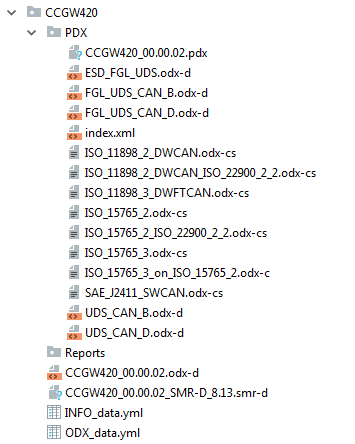 CCGW420
PDX
CCGW420_00.00.02.pdx
ESD_FGL_UDS.odx-d
FGL_UDS_CAN_B.odx-d
FGL_UDS_CAN_D.odx-d
index.xml
ISO_11898_2_DWCAN.odx-cs
ISO_11898_2_DWCAN_ISO_22900_2_2.odx-cs
ISO_11898_3_DWFTCAN.odx-cs
ISO_15765_2.odx-cs
ISO_15765_2_ISO_22900_2_2.odx-cs
ISO_15765_3.odx-cs
ISO_15765_3_on_ISO_15765_2.odx-c
SAE_J2411_SWCAN.odx-cs
UDS_CAN_B.odx-d
UDS_CAN_D.odx-d
Reports
CCGW420_00.00.02.odx-d
CCGW420_00.00.02_SMR-D_8.13.smr-d
INFO_data.yml
ODX_data.yml